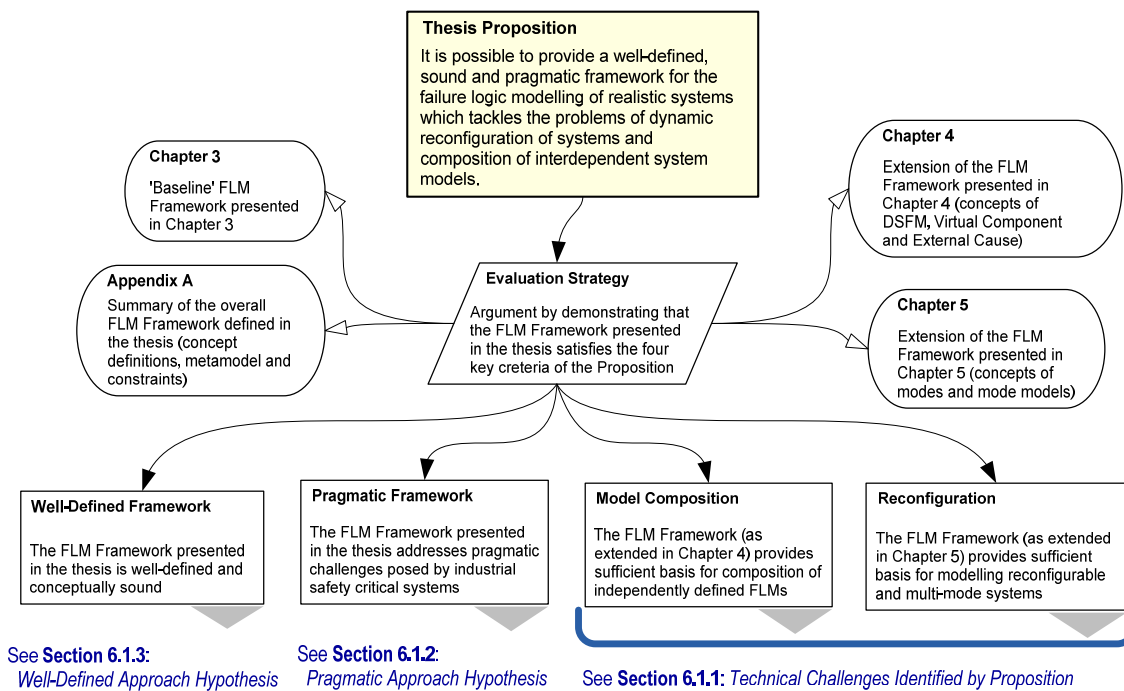 Thesis Proposition
It is possible to provide a well-defined,
sound and pragmatic framework for the
failure logic modelling of realistic systems
which tackles the problems of dynamic
reconfiguration of systems and
composition of interdependent system
models.
Chapter 3
'Baseline' FLM
Framework presented
in Chapter 3
Chapter 4
Extension of the FLM
Framework presented in
Chapter 4 (concepts of
DSFM, Virtual Component
and External Cause)
Appendix A
Summary of the overall
FLM Framework defined in
the thesis (concept
definitions, metamodel and
constraints)
Evaluation Strategy
Argument by demonstrating that
the FLM Framework presented
in the thesis satisfies the four
key creteria of the Proposition
Chapter 5
Extension of the FLM
Framework presented in
Chapter 5 (concepts of
modes and mode models)
Well-Defined Framework
The FLM Framework presented
in the thesis is well-defined and
conceptually sound
Pragmatic Framework
The FLM Framework presented
in the thesis addresses pragmatic
challenges posed by industrial
safety critical systems
Model Composition
The FLM Framework (as
extended in Chapter 4) provides
sufficient basis for composition of
independently defined FLMs
Reconfiguration
The FLM Framework (as extended
in Chapter 5) provides sufficient
basis for modelling reconfigurable
and multi-mode systems
See Section 6.1.3:
Well-Defined Approach Hypothesis
See Section 6.1.2:
Pragmatic Approach Hypothesis
See Section 6.1.1: Technical Challenges Identified by Proposition